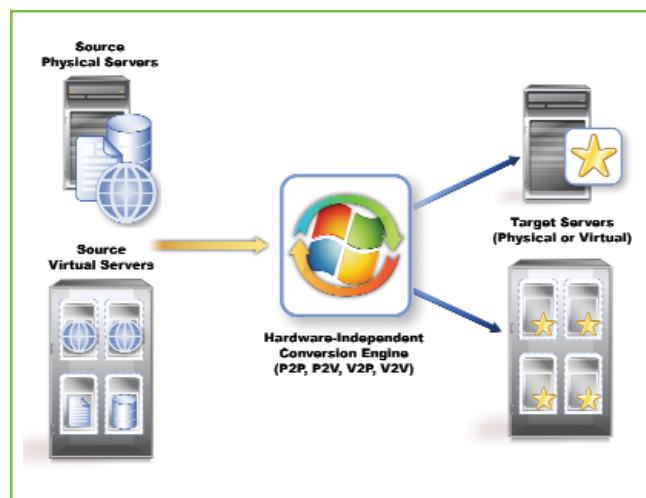 Source
Physical Servers
Source
Virtual Servers
Hardware-Independent
Conversion Engine
(P2P, P2V, V2P, V2V)
Target Servers
(Physical or Virtual)